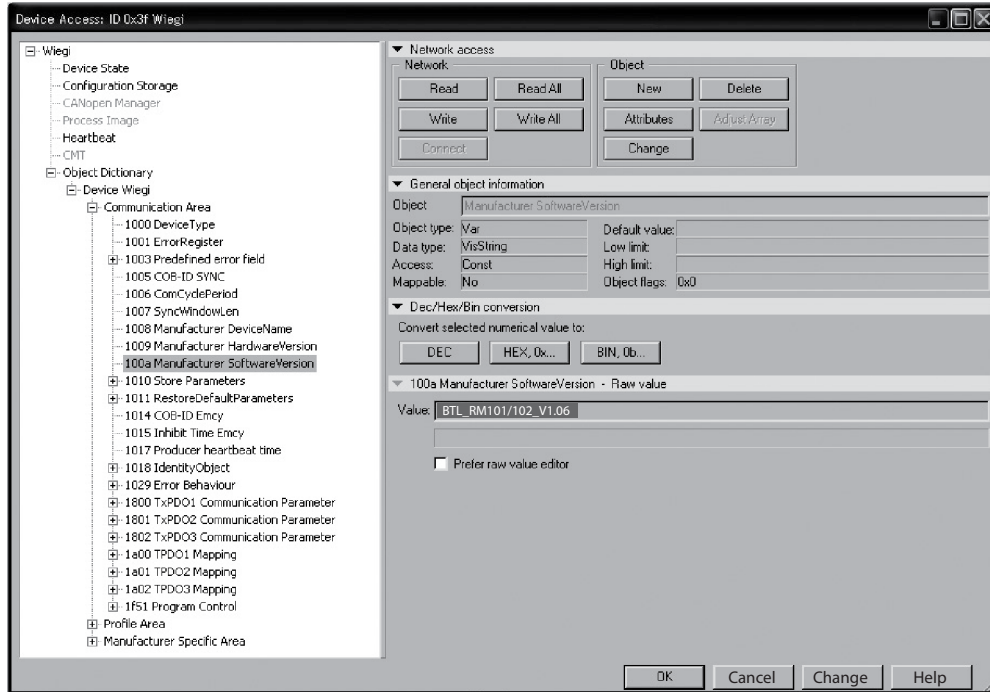 Device Access: ID 0x3f Wiegi
Wiegi
Device State
Configuration Storage
CANopen Manager
Process Image
Heartbeat
CMT
Object Dictionary
Device Wiegi
Communication Area
1000 DeviceType
1001 ErrorRegister
1003 Predefined error field
1005 COB-ID SYNC
1006 ComCyclePeriod
1007 SyncWindowLen
1008 Manufacturer DeviceName
1009 Manufacturer HardwareVersion
100a Manufacturer SoftwareVersion
1010 Store Parameters
1011 RestoreDefaultParameters
1014 COB-ID Emcy
1015 Inhibit Time Emcy
1017 Producer heartbeat time
1018 IdentityObject
1029 Error Behaviour
1800 TxPDO1 Communication Parameter
1801 TxPDO2 Communication Parameter
1802 TxPDO3 Communication Parameter
1a00 TPDO1 Mapping
1a01 TPDO2 Mapping
1a02 TPDO3 Mapping
1f51 Program Control
Profile Area
Manufacturer Specific Area
Network access
Network
Read Read All
Write Write All
Connect
Object
New Delete
Attributes Adjust Array
Change
General object information
Object Manufacturer SoftwareVersion
Object type: Var Default value:
Data type: VisString Low limit:
Access: Const High limit:
Mappable: No Object flags: 0x0
Dec/Hex/Bin conversion
Convert selected numerical value to:
DEC HEX, 0x... BIN, 0b...
100a Manufacturer SoftwareVersion - Raw value
Value: BTL_RM101/102_V1.06
Prefer raw value editor
OK Cancel Change Help